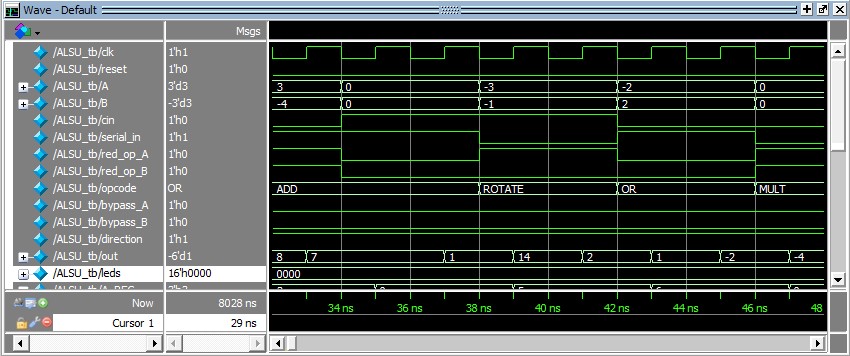 Wave - Default
Msgs
/ALSU_tb/clk 1'h1
/ALSU_tb/reset 1'h0
/ALSU_tb/A 3'd3 3 0 -3 -2 0
/ALSU_tb/B -3'd3 -4 0 -1 2 0
/ALSU_tb/cin 1'h0
/ALSU_tb/serial_in 1'h1
/ALSU_tb/red_op_A 1'h0
/ALSU_tb/red_op_B 1'h0
/ALSU_tb/opcode OR ADD ROTATE OR MULT
/ALSU_tb/bypass_A 1'h0
/ALSU_tb/bypass_B 1'h0
/ALSU_tb/direction 1'h1
/ALSU_tb/out -6'd1 8 7 1 14 2 1 -2 -4
/ALSU_tb/leds 16'h0000 0000
Now 8028 ns 34 ns 36 ns 38 ns 40 ns 42 ns 44 ns 46 ns 48
Cursor 1 29 ns